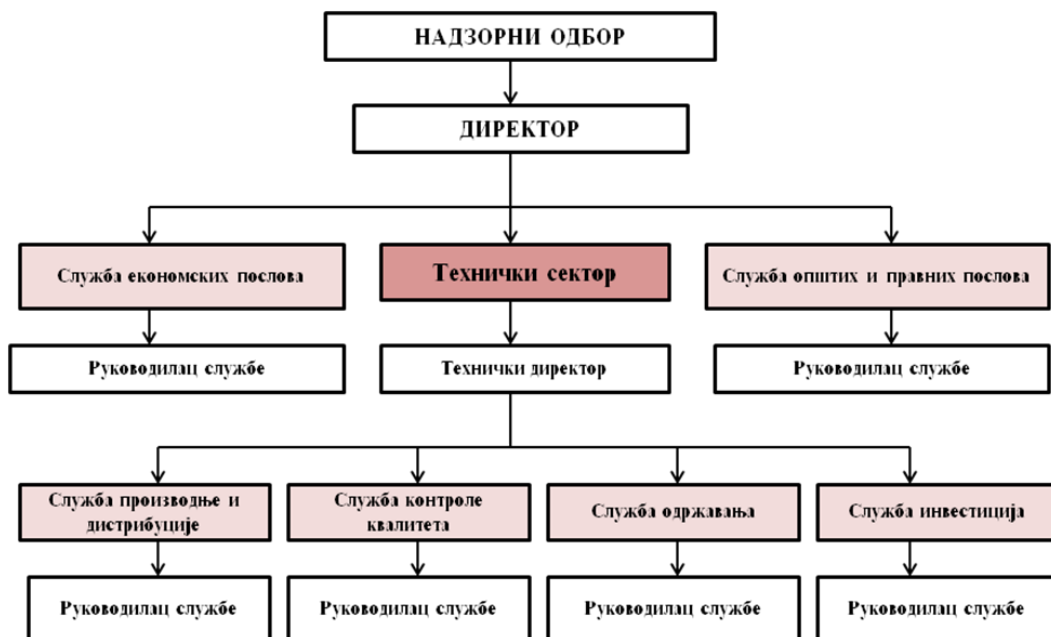 НАДЗОРНИ ОДБОР
ДИРЕКТОР
Служба економских послова
Технички сектор
Служба општих и правних послова
Руководилац службе
Технички директор
Руководилац службе
Служба производње и
дистрибуције
Служба контроле
квалитета
Служба одржавања
Служба инвестиција
Руководилац службе
Руководилац службе
Руководилац службе
Руководилац службе